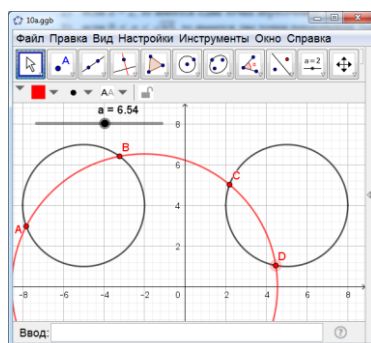 10a.ggb
Файл Правка Вид Настройки Инструменты Окно Справка
A a=2
AA
a = 6.54
8
B
6
C
4
A
2
D
-8 -6 -4 -2 0 2 4 6 8
Ввод: